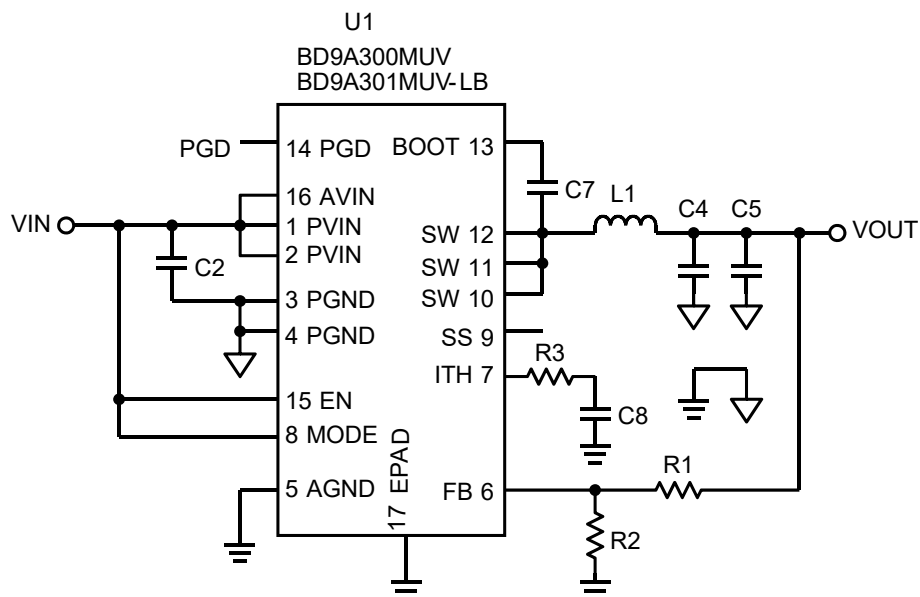 U1
BD9A300MUV
BD9A301MUV-LB
PGD
14 PGD
BOOT 13
16 AVIN
C7
L1
C4
C5
VIN
1 PVIN
SW 12
VOUT
2 PVIN
C2
SW 11
3 PGND
SW 10
4 PGND
SS 9
R3
ITH 7
15 EN
C8
8 MODE
5 AGND
17 EPAD
FB 6
R1
R2